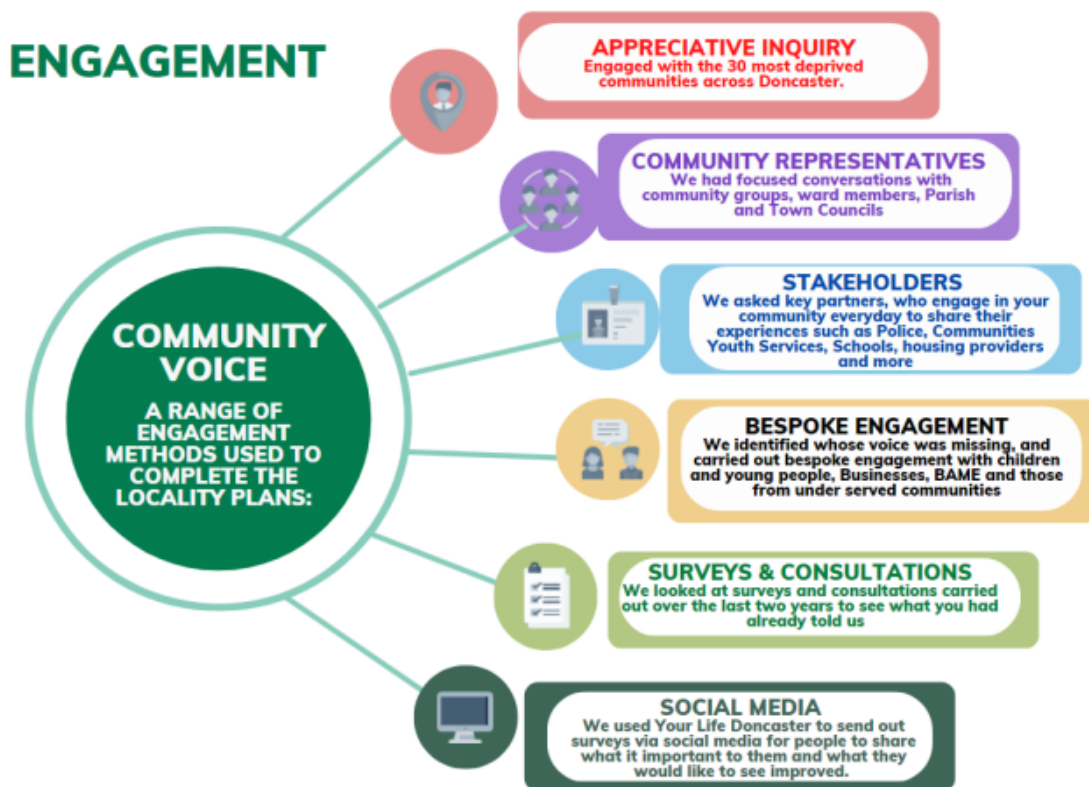 ENGAGEMENT
APPRECIATIVE INQUIRY
Engaged with the 30 most deprived
communities across Doncaster.
COMMUNITY REPRESENTATIVES
We had focused conversations with
community groups, ward members, Parish
and Town Councils
STAKEHOLDERS
We asked key partners, who engage in your
community everyday to share their
experiences such as Police, Communities
Youth Services, Schools, housing providers
and more
COMMUNITY
VOICE
A RANGE OF
ENGAGEMENT
METHODS USED TO
COMPLETE THE
LOCALITY PLANS:
BESPOKE ENGAGEMENT
We identified whose voice was missing, and
carried out bespoke engagement with children
and young people, Businesses, BAME and those
from under served communities
SURVEYS & CONSULTATIONS
We looked at surveys and consultations carried
out over the last two years to see what you had
already told us
SOCIAL MEDIA
We used Your Life Doncaster to send out
surveys via social media for people to share
what it important to them and what they
would like to see improved.